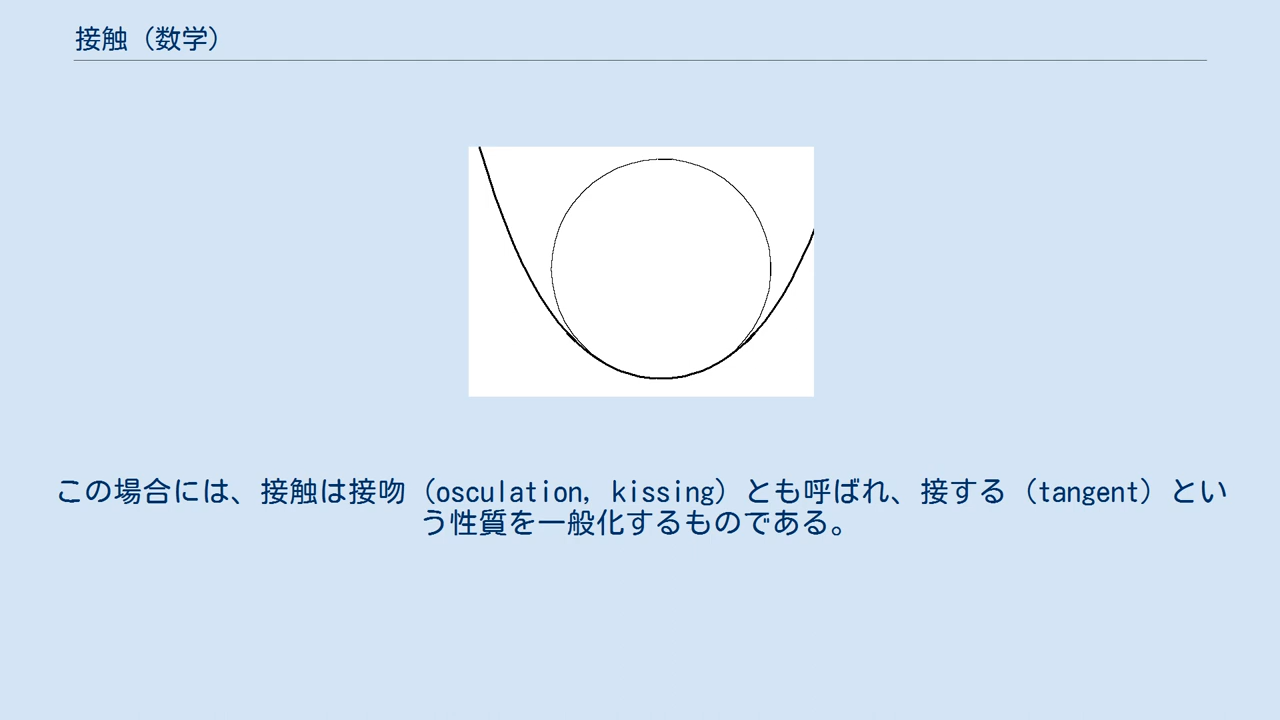 接触（数学）
この場合には、接触は接吻（osculation, kissing）とも呼ばれ、接する（tangent）とい
う性質を一般化するものである。